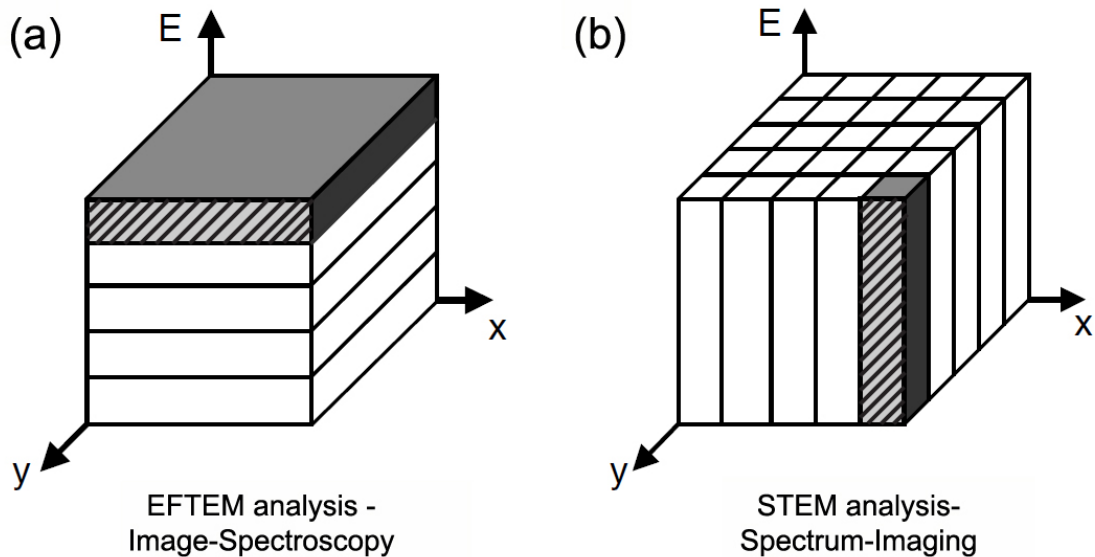 (a)
E
x
y
EFTEM analysis -
Image-Spectroscopy
(b)
E
x
y
STEM analysis-
Spectrum-Imaging